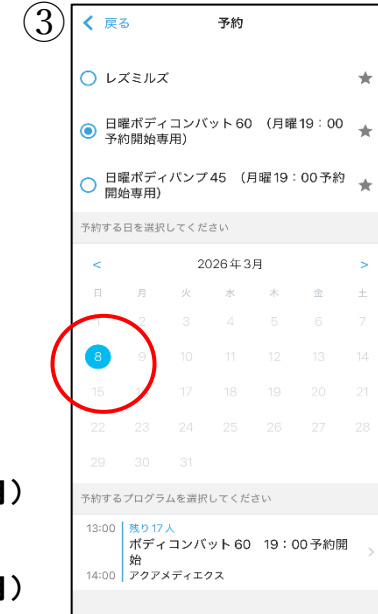 ③
戻る 予約
レズミルズ
日曜ボディコンバット60 （月曜19：00
予約開始専用）
日曜ボディパンプ45 （月曜19：00予約
開始専用）
予約する日を選択してください
< 2026年3月 >
日 月 火 水 木 金 土
1 2 3 4 5 6 7
8 9 10 11 12 13 14
15 16 17 18 19 20 21
22 23 24 25 26 27 28
29 30 31
予約するプログラムを選択してください
13:00 残り17人
ボディコンバット60 19：00予約開
始
14:00 アクアメディエクス
）
）